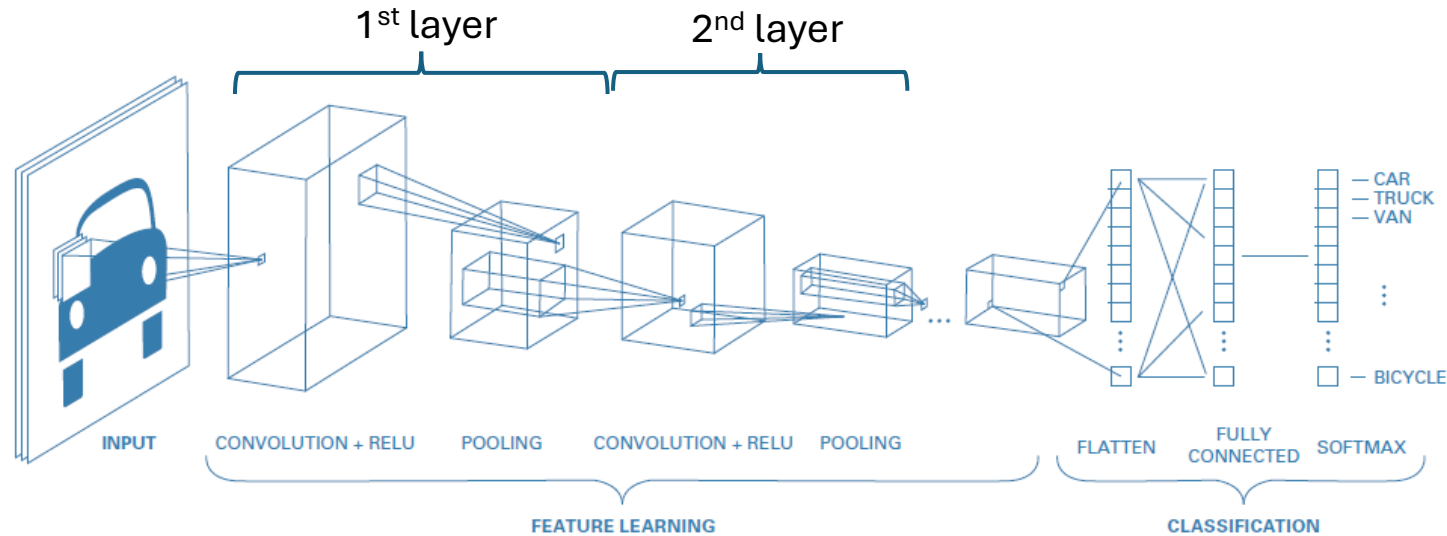 1st layer
2nd layer
CAR
TRUCK
VAN
BICYCLE
INPUT
CONVOLUTION + RELU
POOLING
CONVOLUTION + RELU
POOLING
FLATTEN
FULLY
CONNECTED
SOFTMAX
FEATURE LEARNING
CLASSIFICATION